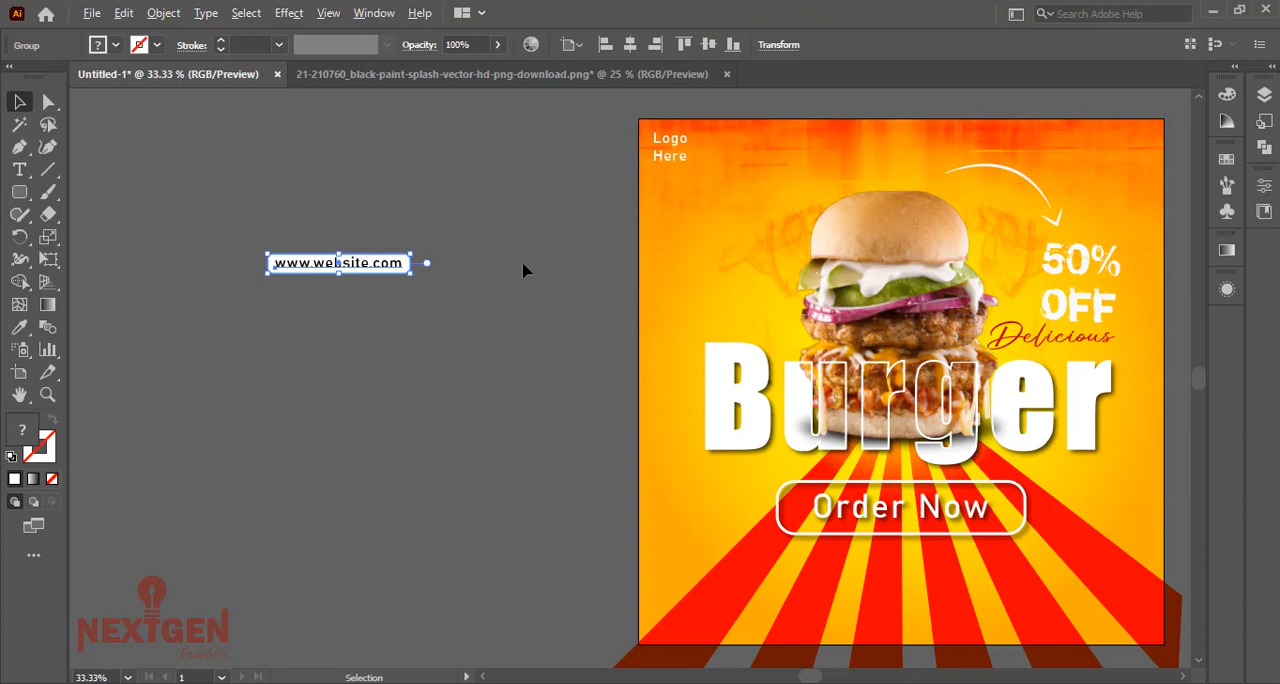 File Edit Object Type Select Effect View Window Help
Search Adobe Help
Group
?
Stroke:
Opacity: 100%
Transform
Untitled-1* @ 33.33 % (RGB/Preview) ×
21-210760_black-paint-splash-vector-hd-png-download.png* @ 25 % (RGB/Preview) ×
Logo
Here
www.website.com
50%
OFF
Delicious
Burger
Order Now
?
NEXTGEN
Graphics
33.33%
1
Selection